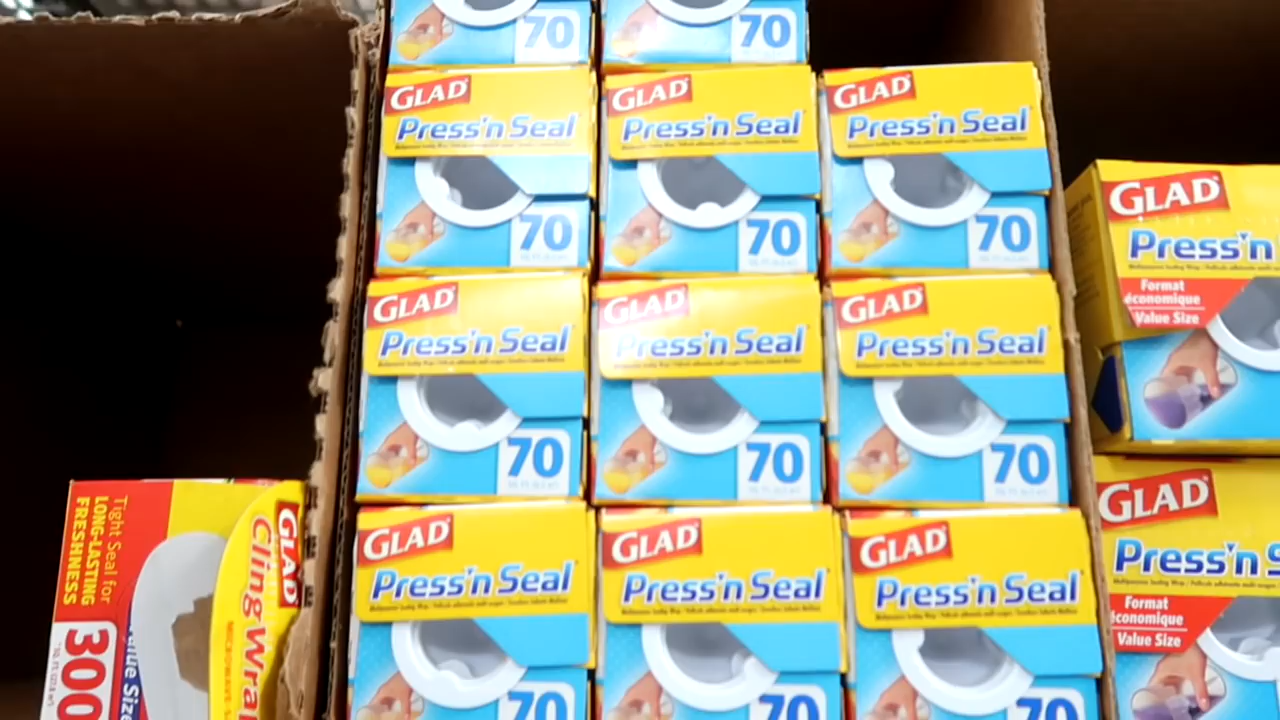 70
70
GLAD
Press'n Seal
70
GLAD
Press'n Seal
70
GLAD
Press'n Seal
70
GLAD
Press'n Seal
70
GLAD
Press'n Seal
70
GLAD
Press'n Seal
70
GLAD
Press'n Seal
70
GLAD
Press'n Seal
70
GLAD
Press'n Seal
70
GLAD
Press'n
Format
économique
Value Size
GLAD
Press'n S
Format
économique
Value Size
Tight Seal for
LONG-LASTING
FRESHNESS
300
GLAD
Cling Wra